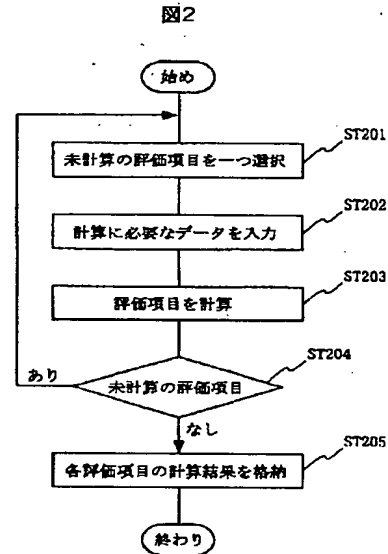 図2
始め
ST201
未計算の評価項目を一つ選択
ST202
計算に必要なデータを入力
ST203
評価項目を計算
ST204
未計算の評価項目
あり
なし
ST205
各評価項目の計算結果を格納
終わり